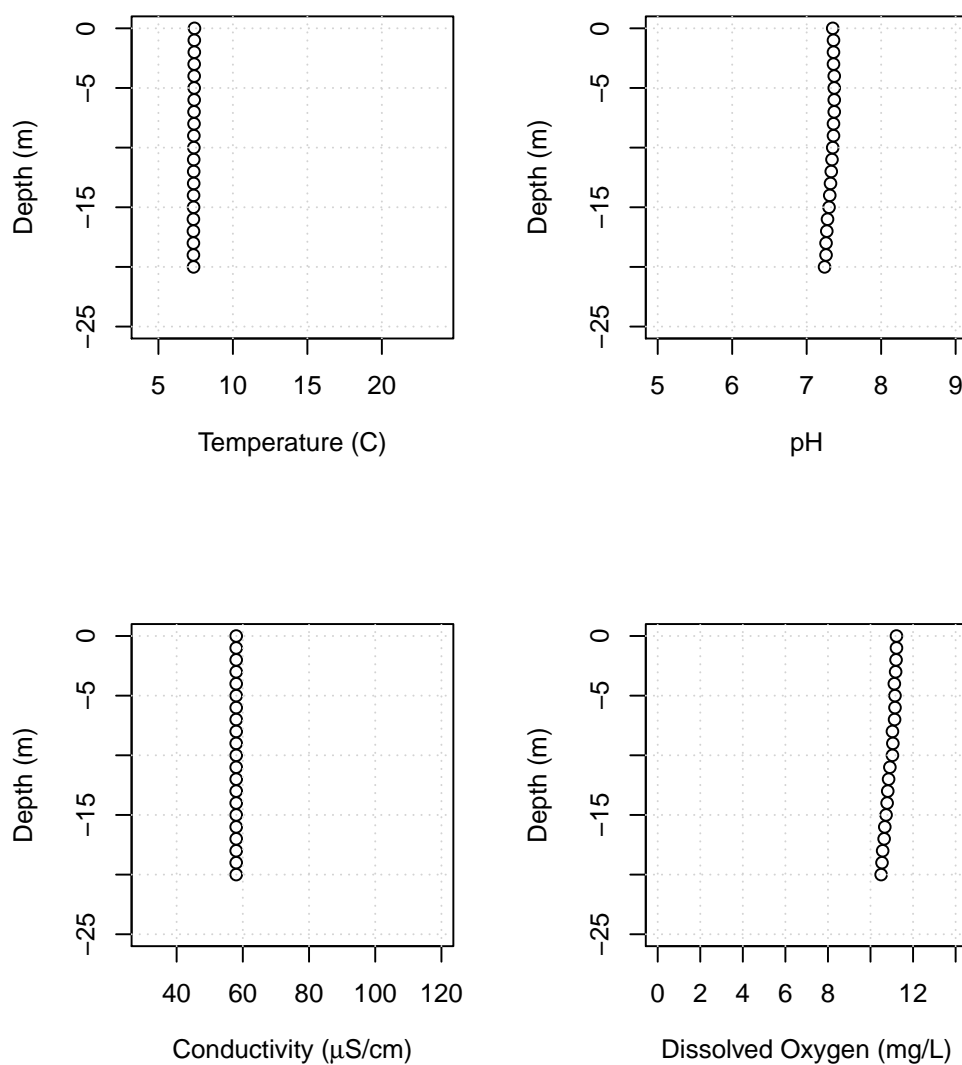 0
−5
−15
−25
Depth (m)
5 10 15 20
Temperature (C)
0
−5
−15
−25
Depth (m)
5 6 7 8 9
pH
0
−5
−15
−25
Depth (m)
40 60 80 100 120
Conductivity (μS/cm)
0
−5
−15
−25
Depth (m)
0 2 4 6 8 12
Dissolved Oxygen (mg/L)